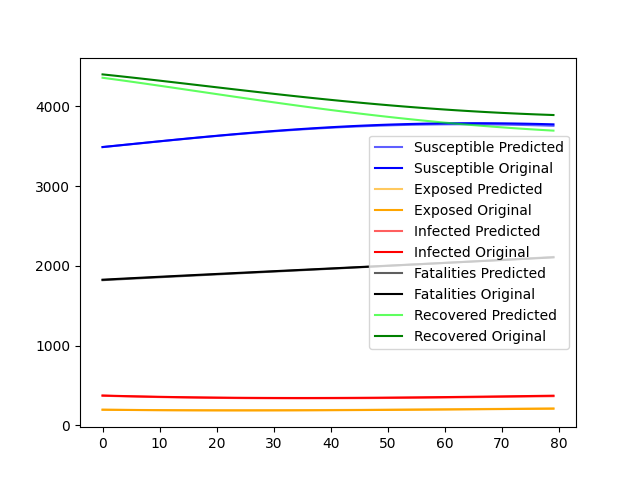 4000
3000
2000
1000
0
Susceptible Predicted
Susceptible Original
Exposed Predicted
Exposed Original
Infected Predicted
Infected Original
Fatalities Predicted
Fatalities Original
Recovered Predicted
Recovered Original
0 10 20 30 40 50 60 70 80